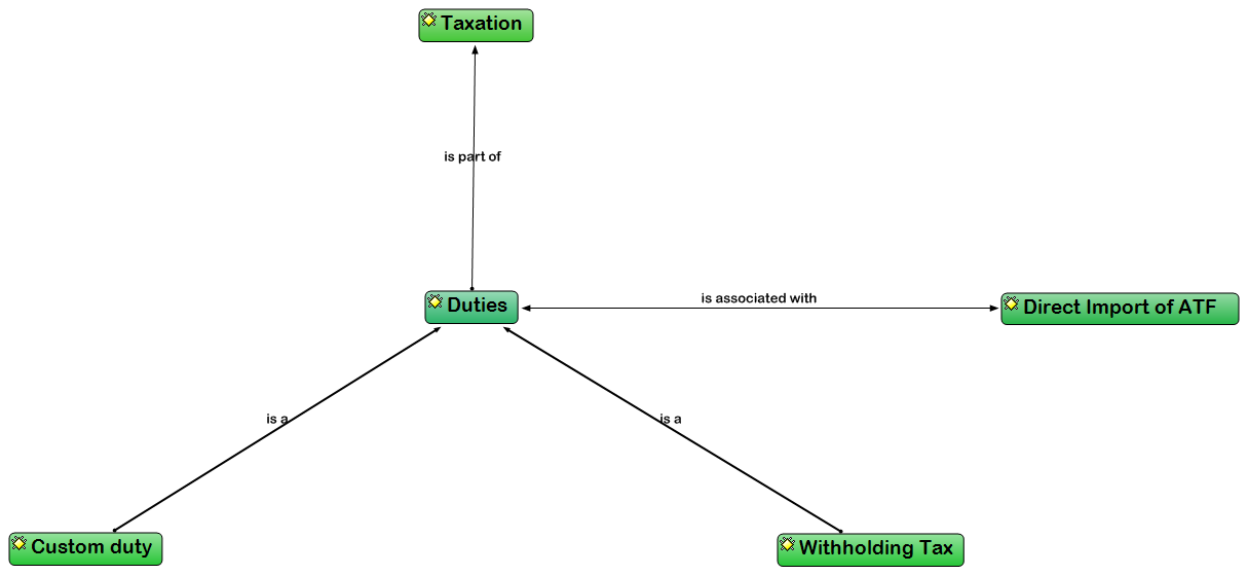 Taxation
is part of
Duties
is associated with
Direct Import of ATF
is a
is a
Custom duty
Withholding Tax